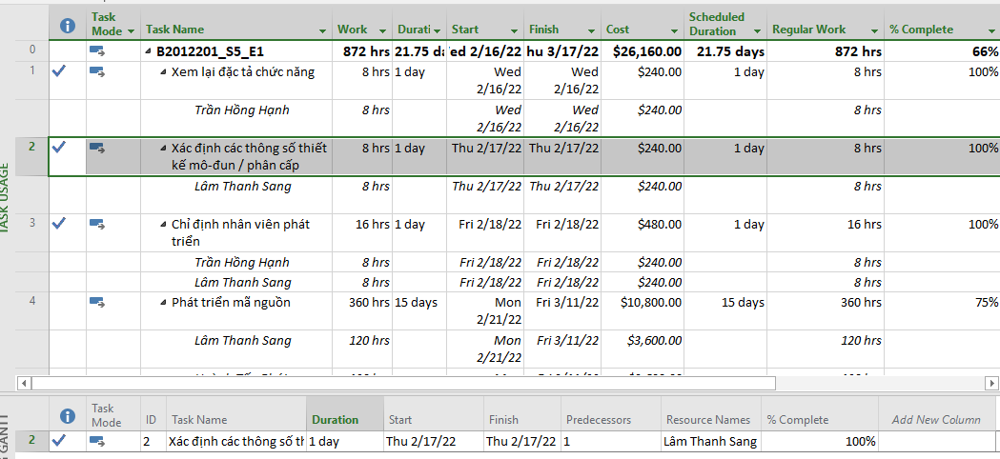 Task Mode Task Name Work Durati Start Finish Cost Scheduled Duration Regular Work % Complete
0 B2012201_S5_E1 872 hrs 21.75 da ed 2/16/22 hu 3/17/22 $26,160.00 21.75 days 872 hrs 66%
1 Xem lại đặc tả chức năng 8 hrs 1 day Wed 2/16/22 Wed 2/16/22 $240.00 1 day 8 hrs 100%
Trần Hồng Hạnh 8 hrs Wed 2/16/22 Wed 2/16/22 $240.00 8 hrs
2 Xác định các thông số thiết kế mô-đun / phân cấp 8 hrs 1 day Thu 2/17/22 Thu 2/17/22 $240.00 1 day 8 hrs 100%
Lâm Thanh Sang 8 hrs Thu 2/17/22 Thu 2/17/22 $240.00 8 hrs
3 Chỉ định nhân viên phát triển 16 hrs 1 day Fri 2/18/22 Fri 2/18/22 $480.00 1 day 16 hrs 100%
Trần Hồng Hạnh 8 hrs Fri 2/18/22 Fri 2/18/22 $240.00 8 hrs
Lâm Thanh Sang 8 hrs Fri 2/18/22 Fri 2/18/22 $240.00 8 hrs
4 Phát triển mã nguồn 360 hrs 15 days Mon 2/21/22 Fri 3/11/22 $10,800.00 15 days 360 hrs 75%
Lâm Thanh Sang 120 hrs Mon 2/21/22 Fri 3/11/22 $3,600.00 120 hrs
TASK USAGE
Task Mode ID Task Name Duration Start Finish Predecessors Resource Names % Complete Add New Column
2 2 Xác định các thông số th 1 day Thu 2/17/22 Thu 2/17/22 1 Lâm Thanh Sang 100%
GANTT